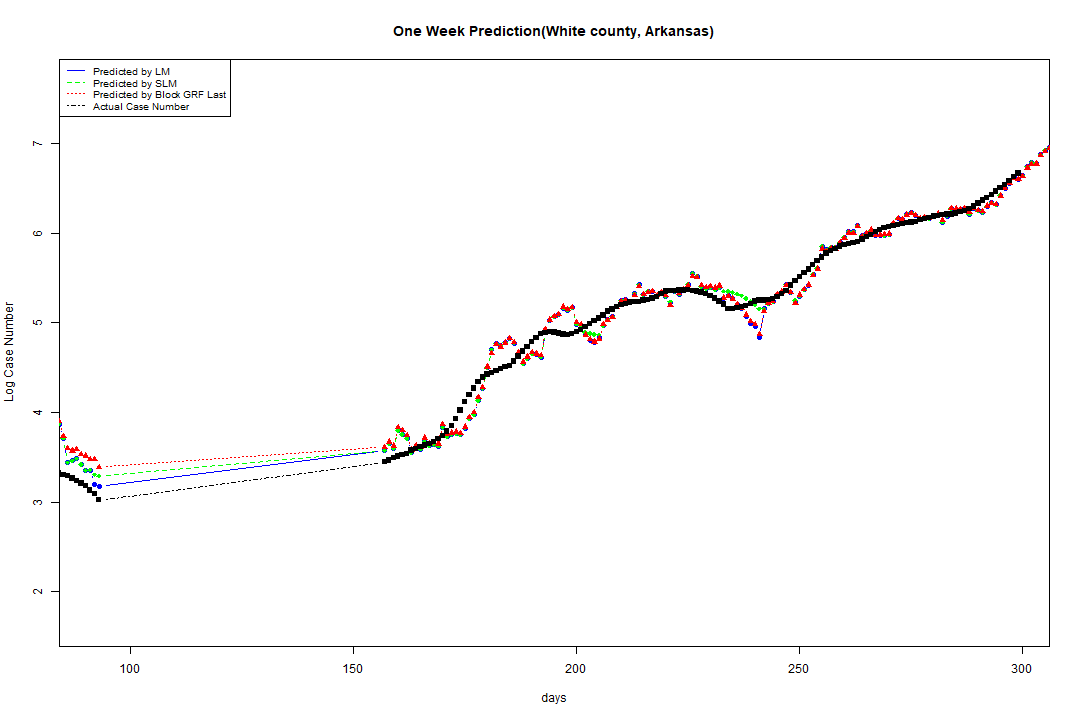 One Week Prediction(White county, Arkansas)
Predicted by LM
Predicted by SLM
Predicted by Block GRF Last
Actual Case Number
7
6
5
4
3
2
Log Case Number
100 150 200 250 300
days